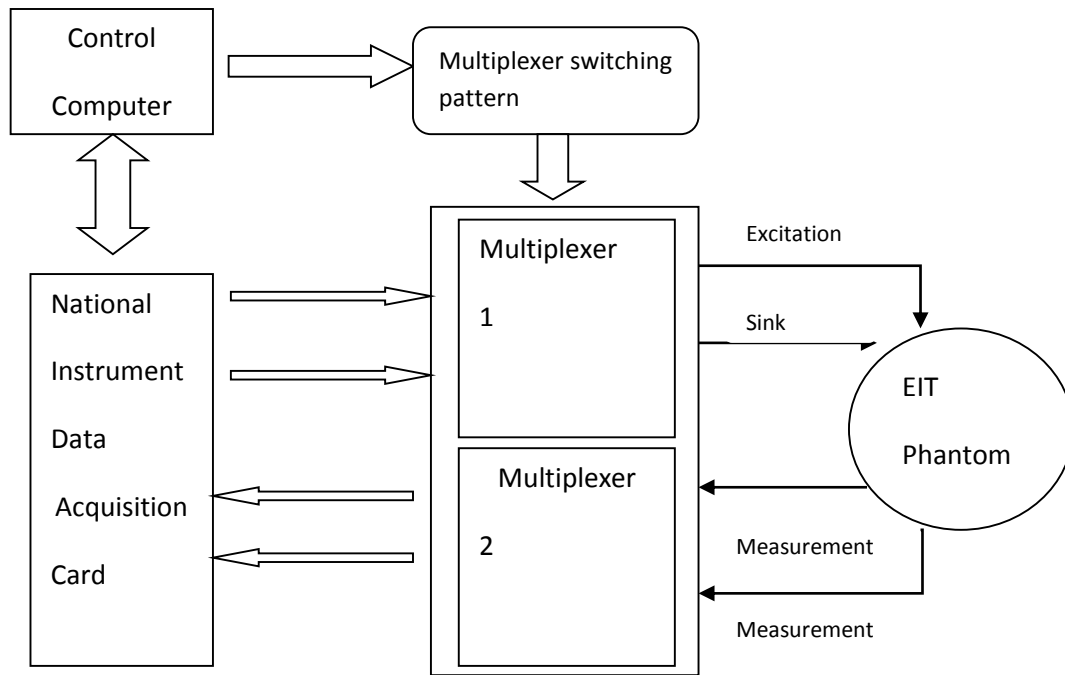 Control
Computer
Multiplexer switching
pattern
National
Instrument
Data
Acquisition
Card
Multiplexer
1
Multiplexer
2
Excitation
Sink
EIT
Phantom
Measurement
Measurement